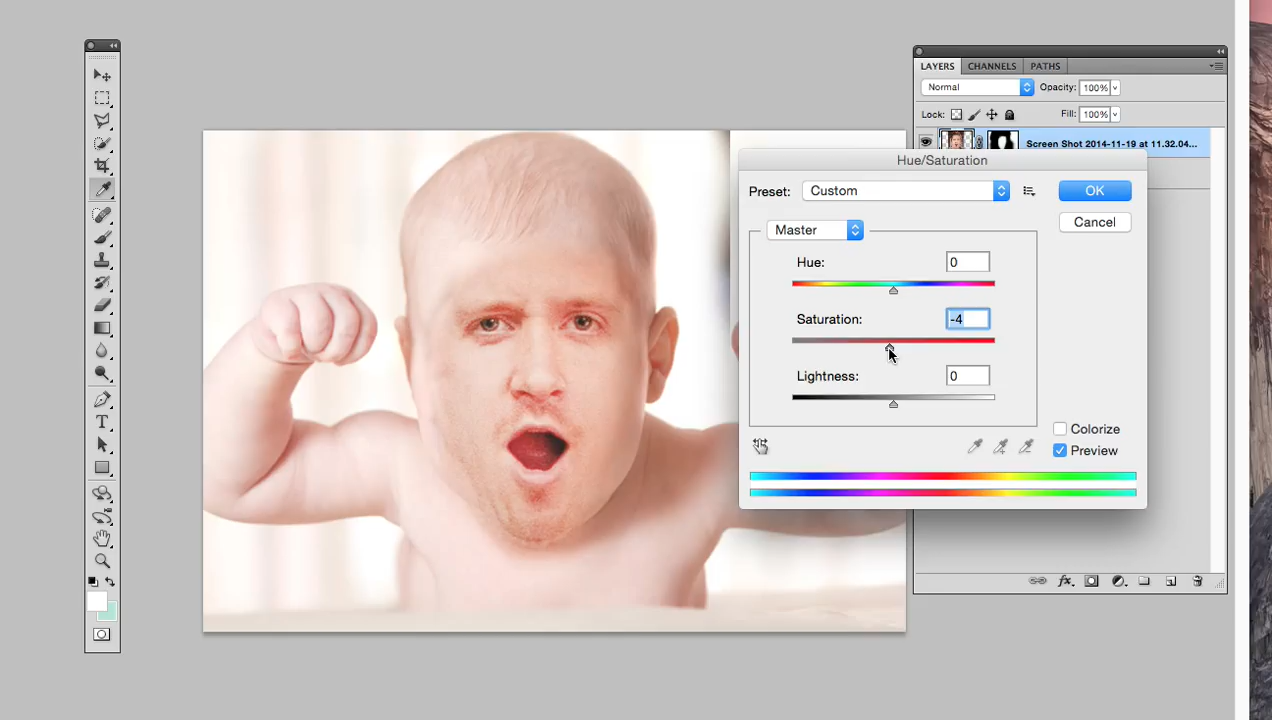 LAYERS CHANNELS PATHS
Normal Opacity: 100%
Lock: Fill: 100%
Screen Shot 2014-11-19 at 11.32.04...
Hue/Saturation
Preset: Custom OK
Cancel
Master
Hue: 0
Saturation: -4
Lightness: 0
Colorize
Preview
T
fx